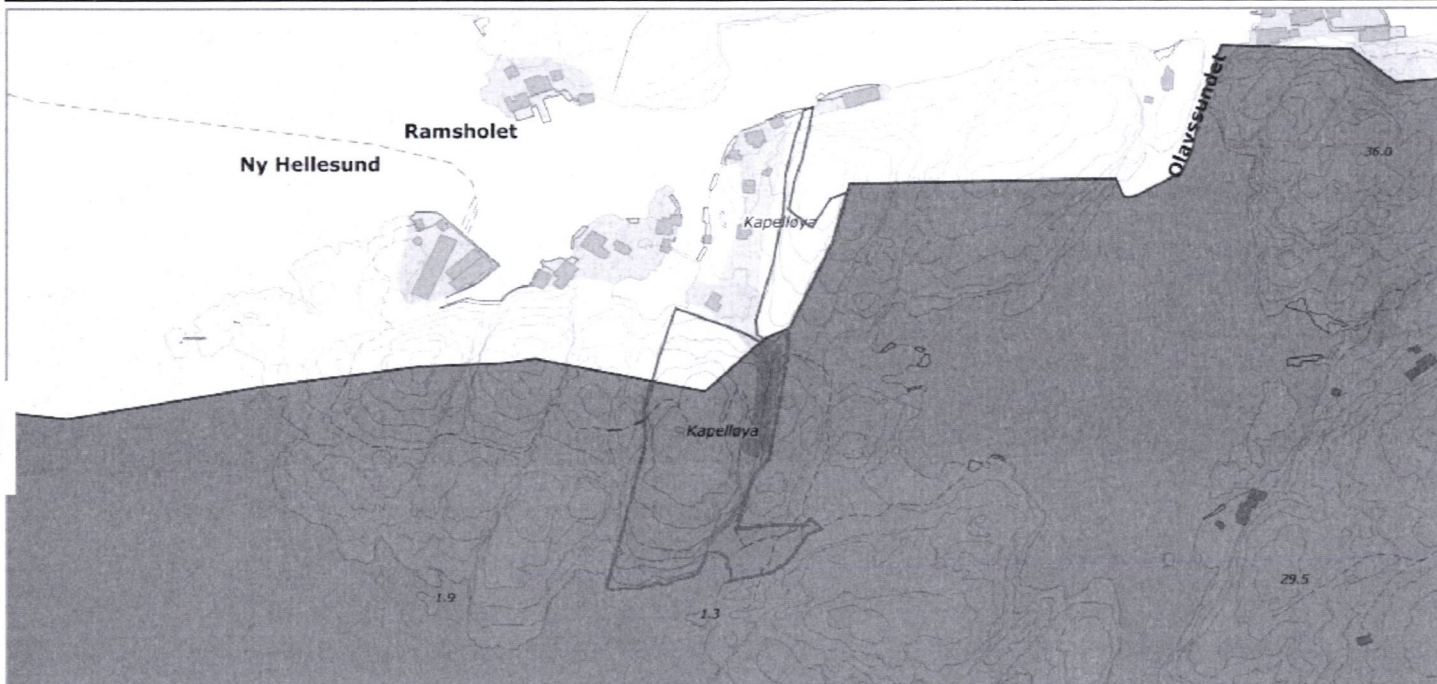 Olavssundet
Ramsholet
36.0
Ny Hellesund
Kapelløya
Kapelløya
29.5
1.9
1.3